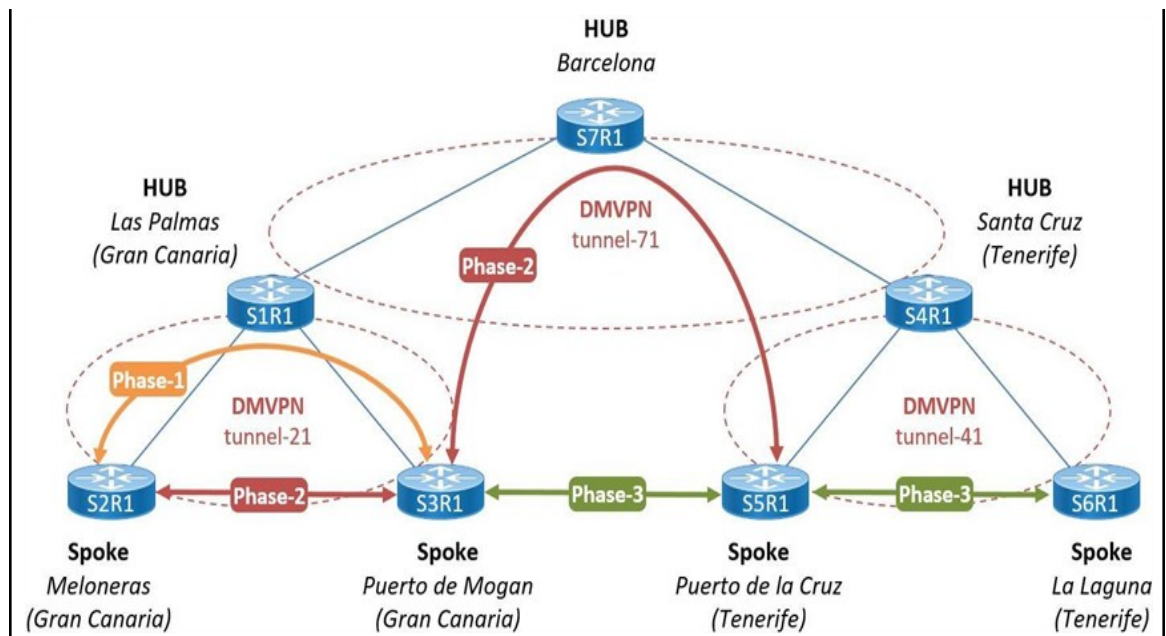 HUB
Barcelona
S7R1
HUB
Las Palmas
(Gran Canaria)
HUB
Santa Cruz
(Tenerife)
DMVPN
tunnel-71
Phase-2
S1R1
S4R1
Phase-1
DMVPN
tunnel-21
DMVPN
tunnel-41
S2R1
Phase-2
S3R1
Phase-3
S5R1
Phase-3
S6R1
Spoke
Meloneras
(Gran Canaria)
Spoke
Puerto de Mogan
(Gran Canaria)
Spoke
Puerto de la Cruz
(Tenerife)
Spoke
La Laguna
(Tenerife)